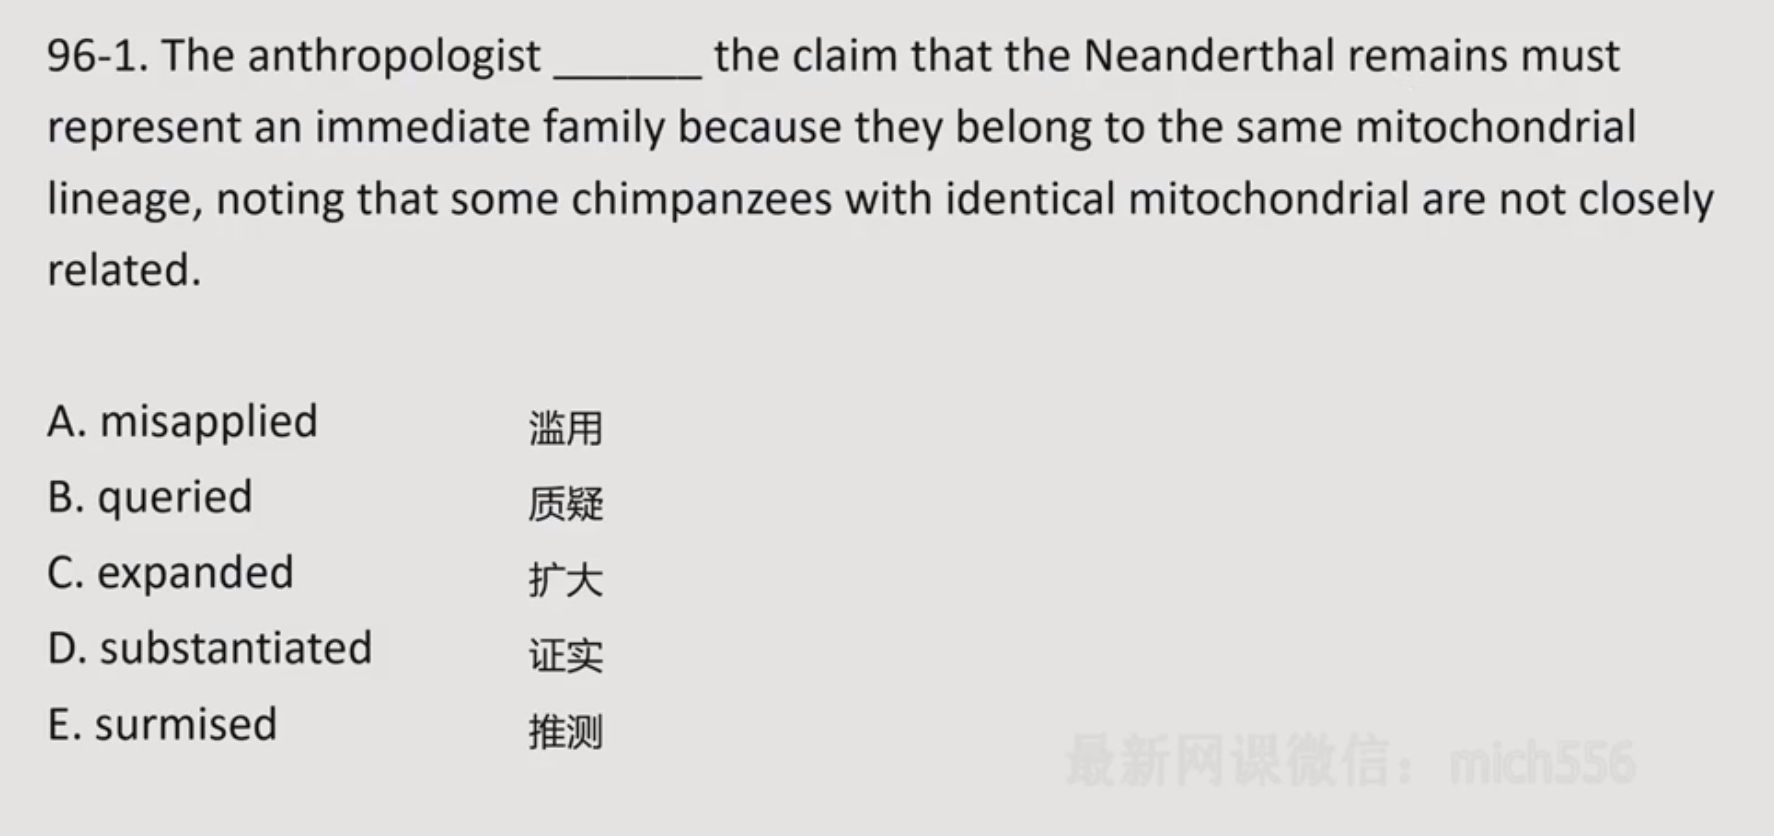 96-1. The anthropologist ______ the claim that the Neanderthal remains must
represent an immediate family because they belong to the same mitochondrial
lineage, noting that some chimpanzees with identical mitochondrial are not closely
related.
A. misapplied 滥用
B. queried 质疑
C. expanded 扩大
D. substantiated 证实
E. surmised 推测
最新网课微信：mich556